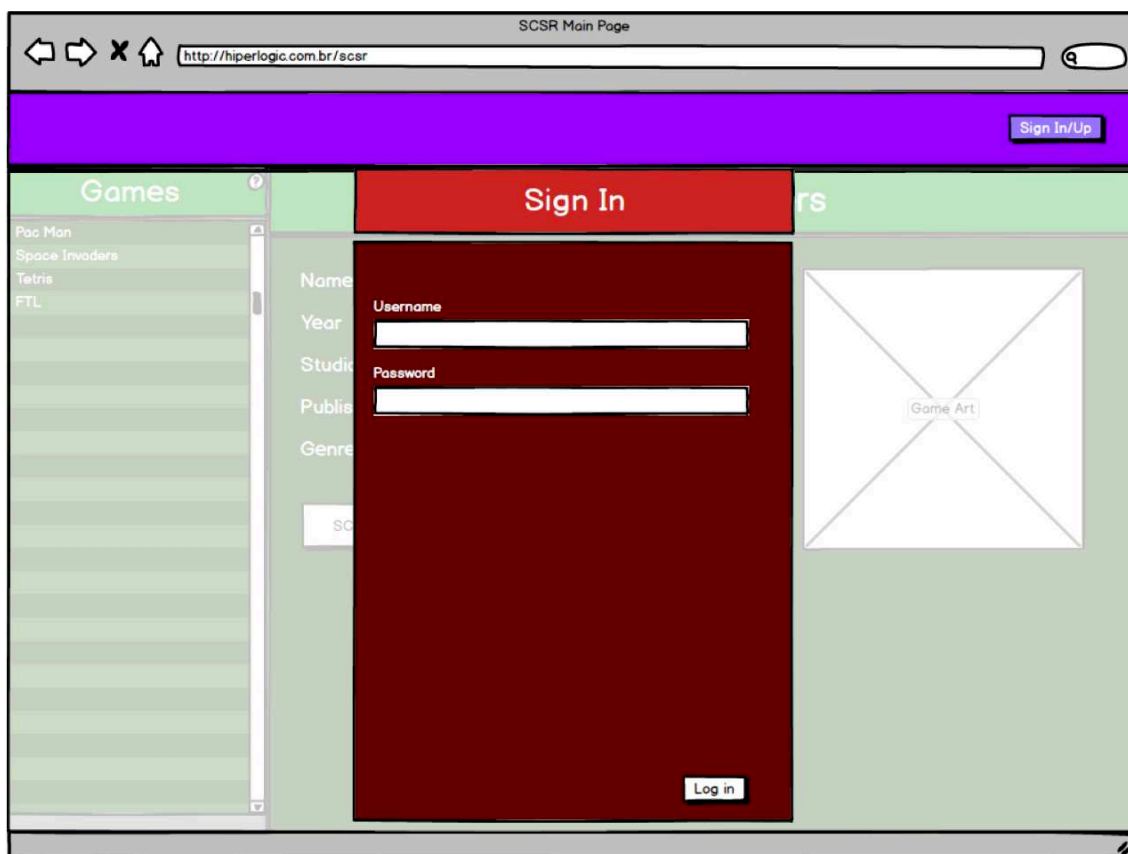 SCSR Main Page
http://hiperlogic.com.br/scsr
Sign In/Up
Games
?
Sign In
rs
Pac Man
Space Invaders
Tetris
FTL
Name
Year
Studio
Publis
Genre
SC
Username
Password
Game Art
Log in